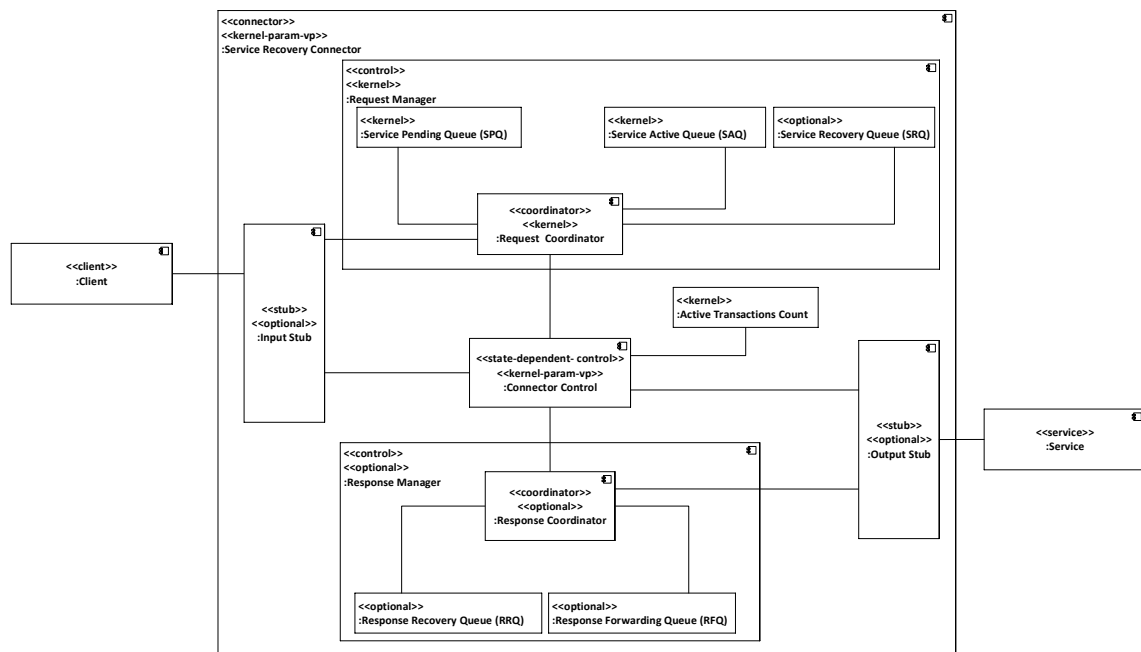 <<connector>>
<<kernel-param-vp>>
:Service Recovery Connector
<<control>>
<<kernel>>
:Request Manager
<<kernel>>
:Service Pending Queue (SPQ)
<<kernel>>
:Service Active Queue (SAQ)
<<optional>>
:Service Recovery Queue (SRQ)
<<coordinator>>
<<kernel>>
:Request Coordinator
<<client>>
:Client
<<stub>>
<<optional>>
:Input Stub
<<kernel>>
:Active Transactions Count
<<state-dependent- control>>
<<kernel-param-vp>>
:Connector Control
<<stub>>
<<optional>>
:Output Stub
<<service>>
:Service
<<control>>
<<optional>>
:Response Manager
<<coordinator>>
<<optional>>
:Response Coordinator
<<optional>>
:Response Recovery Queue (RRQ)
<<optional>>
:Response Forwarding Queue (RFQ)